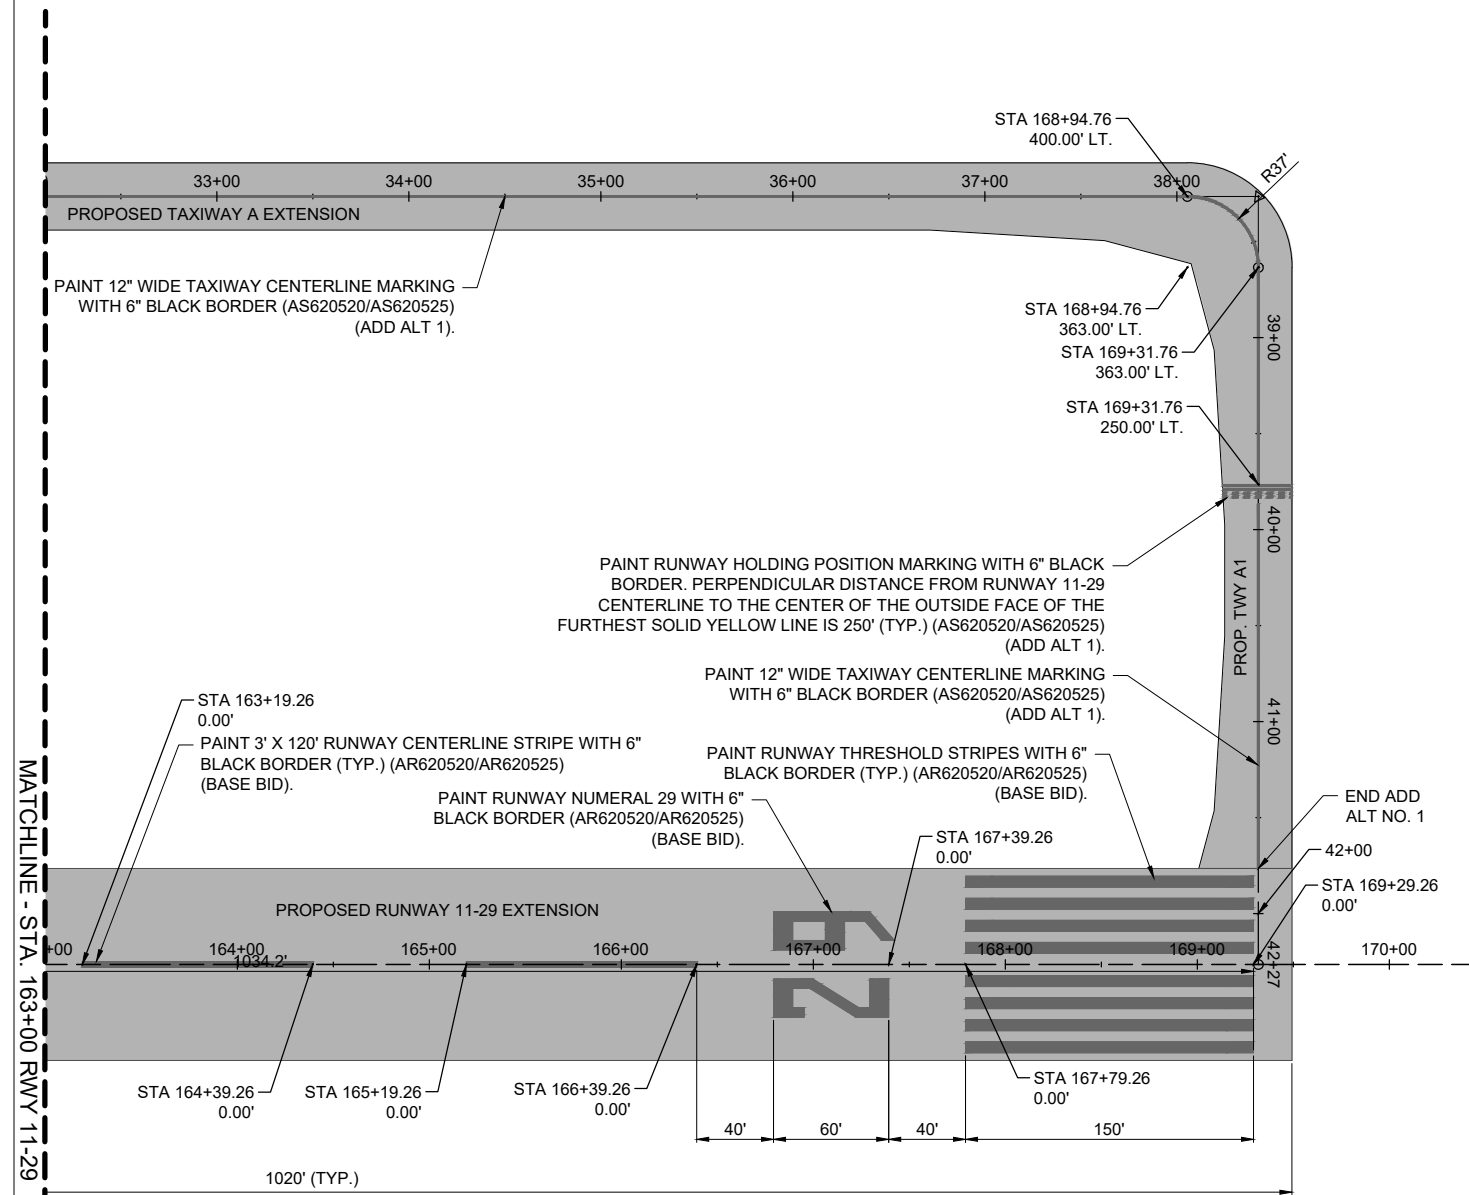 STA 168+94.76
400.00' LT.
R37'
33+00
34+00
35+00
36+00
37+00
38+00
PROPOSED TAXIWAY A EXTENSION
PAINT 12" WIDE TAXIWAY CENTERLINE MARKING
WITH 6" BLACK BORDER (AS620520/AS620525)
(ADD ALT 1).
STA 168+94.76
363.00' LT.
39+00
STA 169+31.76
363.00' LT.
STA 169+31.76
250.00' LT.
40+00
PAINT RUNWAY HOLDING POSITION MARKING WITH 6" BLACK
BORDER. PERPENDICULAR DISTANCE FROM RUNWAY 11-29
CENTERLINE TO THE CENTER OF THE OUTSIDE FACE OF THE
FURTHEST SOLID YELLOW LINE IS 250' (TYP.) (AS620520/AS620525)
(ADD ALT 1).
PROP. TWY A1
PAINT 12" WIDE TAXIWAY CENTERLINE MARKING
WITH 6" BLACK BORDER (AS620520/AS620525)
(ADD ALT 1).
41+00
STA 163+19.26
0.00'
PAINT 3' X 120' RUNWAY CENTERLINE STRIPE WITH 6"
BLACK BORDER (TYP.) (AR620520/AR620525)
(BASE BID).
PAINT RUNWAY THRESHOLD STRIPES WITH 6"
BLACK BORDER (TYP.) (AR620520/AR620525)
(BASE BID).
PAINT RUNWAY NUMERAL 29 WITH 6"
BLACK BORDER (AR620520/AR620525)
(BASE BID).
END ADD
ALT NO. 1
STA 167+39.26
0.00'
42+00
STA 169+29.26
0.00'
MATCHLINE - STA. 163+00 RWY 11-29
PROPOSED RUNWAY 11-29 EXTENSION
29
+00
164+00
165+00
166+00
167+00
168+00
169+00
170+00
1034.2'
42+27
STA 164+39.26
0.00'
STA 165+19.26
0.00'
STA 166+39.26
0.00'
STA 167+79.26
0.00'
40'
60'
40'
150'
1020' (TYP.)